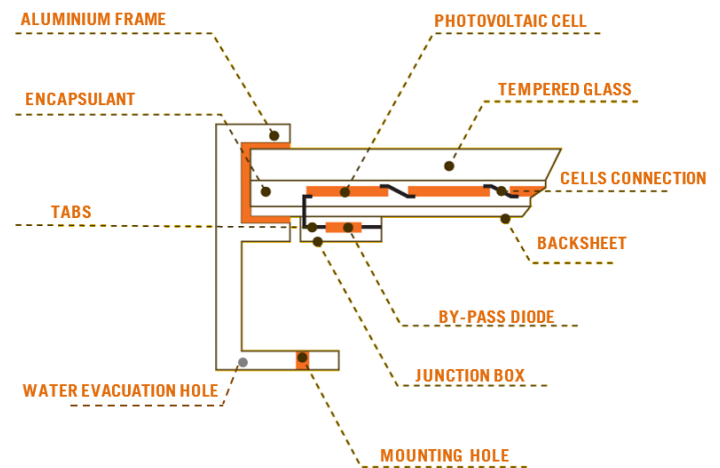 ALUMINIUM FRAME
PHOTOVOLTAIC CELL
TEMPERED GLASS
ENCAPSULANT
CELLS CONNECTION
TABS
BACKSHEET
BY-PASS DIODE
JUNCTION BOX
WATER EVACUATION HOLE
MOUNTING HOLE